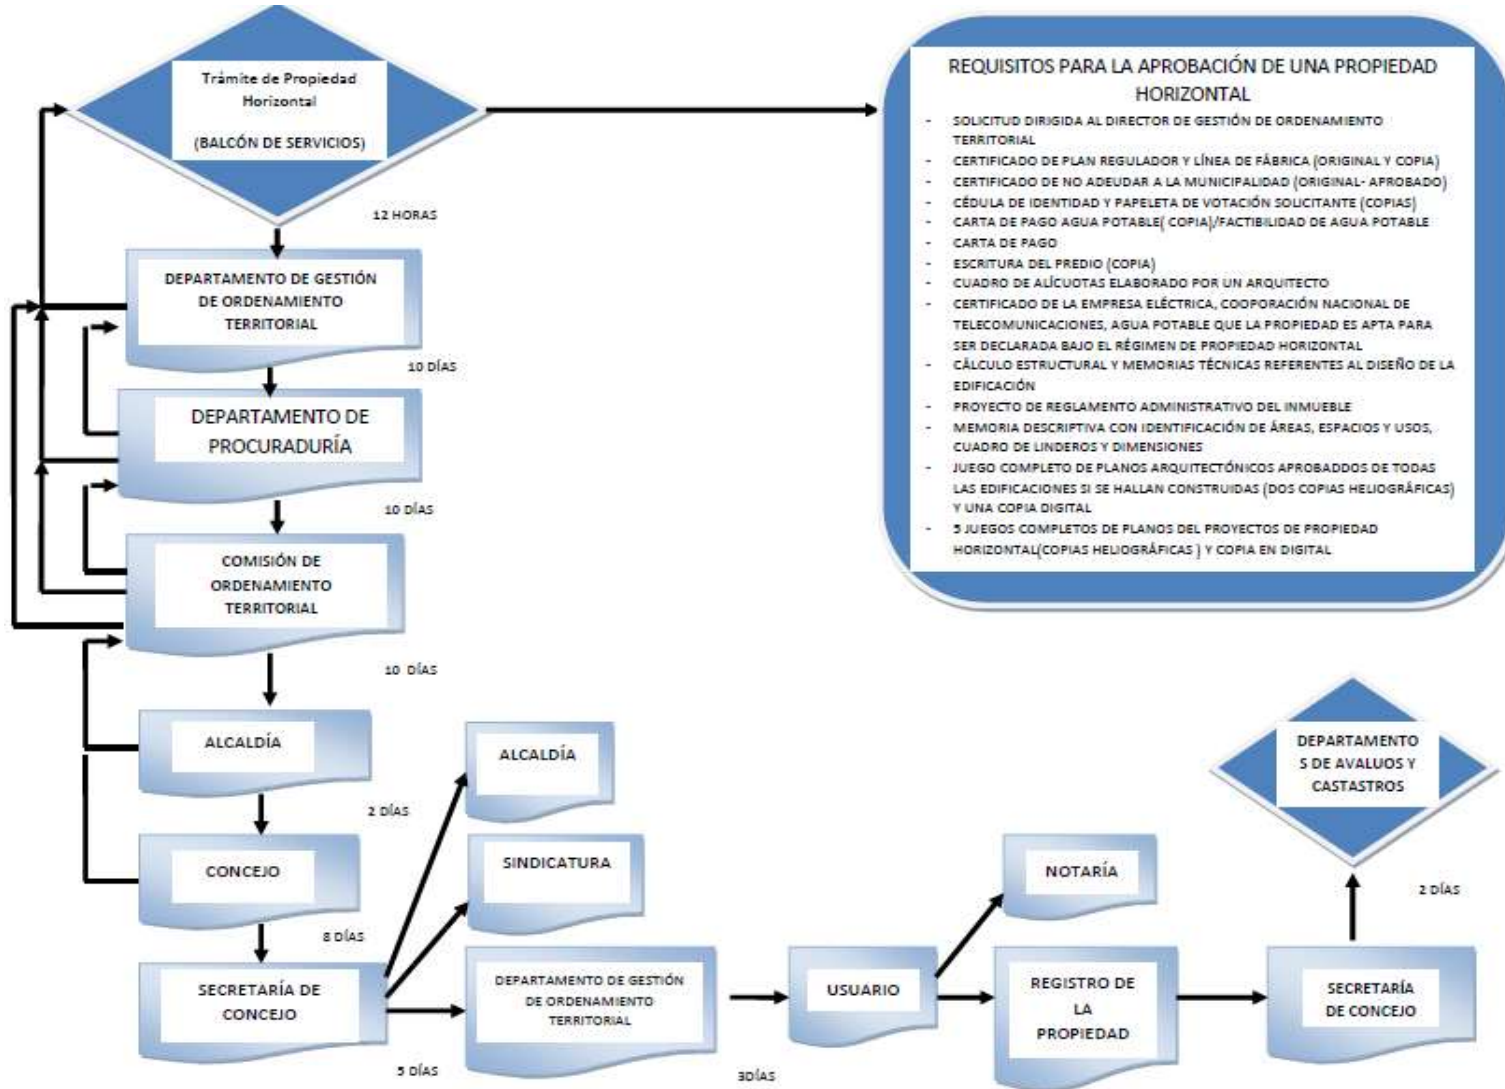 Trámite de Propiedad
Horizontal
(BALCÓN DE SERVICIOS)
12 HORAS
REQUISITOS PARA LA APROBACIÓN DE UNA PROPIEDAD
HORIZONTAL
- SOLICITUD DIRIGIDA AL DIRECTOR DE GESTIÓN DE ORDENAMIENTO
TERRITORIAL
- CERTIFICADO DE PLAN REGULADOR Y LÍNEA DE FÁBRICA (ORIGINAL Y COPIA)
- CERTIFICADO DE NO ADEUDAR A LA MUNICIPALIDAD (ORIGINAL- APROBADO)
- CÉDULA DE IDENTIDAD Y PAPELETA DE VOTACIÓN SOLICITANTE (COPIAS)
- CARTA DE PAGO AGUA POTABLE( COPIA)/FACTIBILIDAD DE AGUA POTABLE
- CARTA DE PAGO
- ESCRITURA DEL PREDIO (COPIA)
- CUADRO DE ALÍCUOTAS ELABORADO POR UN ARQUITECTO
- CERTIFICADO DE LA EMPRESA ELÉCTRICA, COOPORACIÓN NACIONAL DE
TELECOMUNICACIONES, AGUA POTABLE QUE LA PROPIEDAD ES APTA PARA
SER DECLARADA BAJO EL RÉGIMEN DE PROPIEDAD HORIZONTAL
- CÁLCULO ESTRUCTURAL Y MEMORIAS TÉCNICAS REFERENTES AL DISEÑO DE LA
EDIFICACIÓN
- PROYECTO DE REGLAMENTO ADMINISTRATIVO DEL INMUEBLE
- MEMORIA DESCRIPTIVA CON IDENTIFICACIÓN DE ÁREAS, ESPACIOS Y USOS,
CUADRO DE LINDEROS Y DIMENSIONES
- JUEGO COMPLETO DE PLANOS ARQUITECTÓNICOS APROBADDOS DE TODAS
LAS EDIFICACIONES SI SE HALLAN CONSTRUIDAS (DOS COPIAS HELIOGRÁFICAS)
Y UNA COPIA DIGITAL
- 5 JUEGOS COMPLETOS DE PLANOS DEL PROYECTOS DE PROPIEDAD
HORIZONTAL(COPIAS HELIOGRÁFICAS ) Y COPIA EN DIGITAL
DEPARTAMENTO DE GESTIÓN
DE ORDENAMIENTO
TERRITORIAL
10 DÍAS
DEPARTAMENTO DE
PROCURADURÍA
10 DÍAS
COMISIÓN DE
ORDENAMIENTO
TERRITORIAL
10 DÍAS
ALCALDÍA
2 DÍAS
CONCEJO
8 DÍAS
SECRETARÍA DE
CONCEJO
5 DÍAS
ALCALDÍA
SINDICATURA
DEPARTAMENTO DE GESTIÓN
DE ORDENAMIENTO
TERRITORIAL
3DÍAS
USUARIO
NOTARÍA
REGISTRO DE
LA
PROPIEDAD
SECRETARÍA
DE CONCEJO
2 DÍAS
DEPARTAMENTO
S DE AVALUOS Y
CASTASTROS